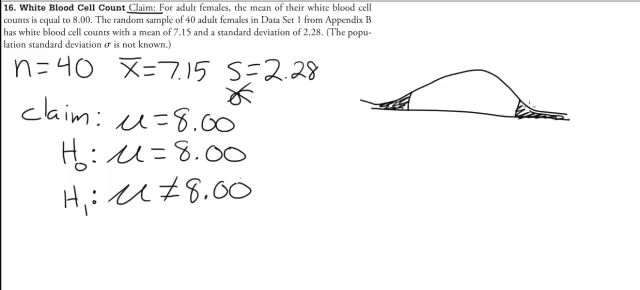 16. White Blood Cell Count Claim: For adult females, the mean of their white blood cell
counts is equal to 8.00. The random sample of 40 adult females in Data Set 1 from Appendix B
has white blood cell counts with a mean of 7.15 and a standard deviation of 2.28. (The popu-
lation standard deviation σ is not known.)
n=40 x̅=7.15 s=2.28
claim: μ=8.00
H₀: μ=8.00
H₁: μ≠8.00